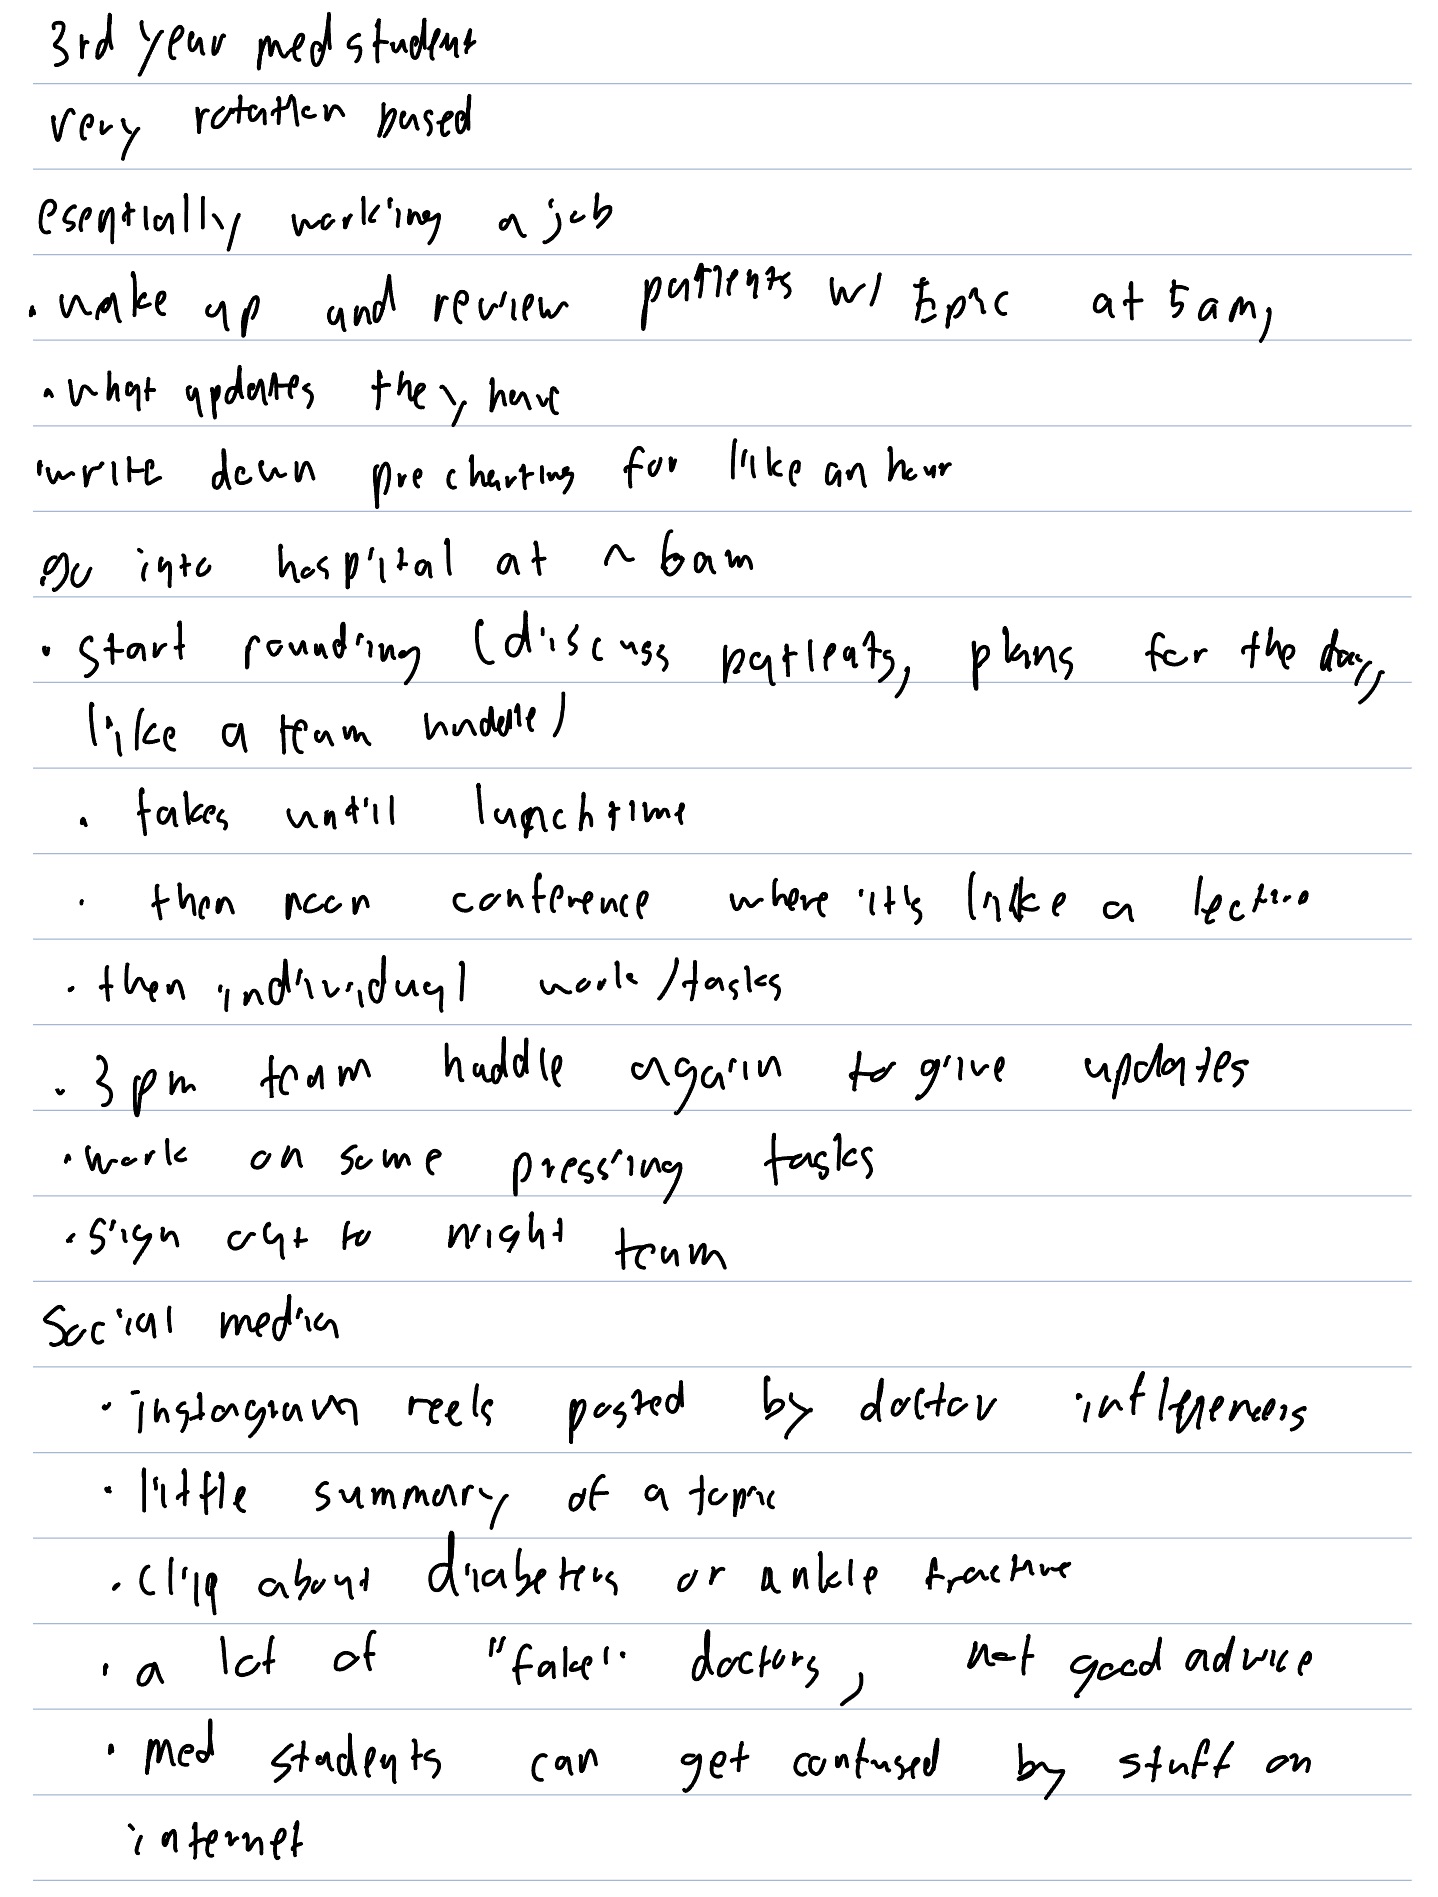 3rd year med student
very rotation based
esentially working a job
• wake up and review patients w/ Epic at 5am,
• what updates they have
• write down pre charting for like an hour
• go into hospital at ~ 6am
• start rounding (discuss patients, plans for the day,
like a team huddle)
• takes until lunchtime
• then noon conference where it's like a lecture
• then individual work/tasks
• 3 pm team huddle again to give updates
• work on some pressing tasks
• sign out to night team
Social media
• instagram reels posted by doctor influencers
• little summary of a topic
• clip about diabetes or ankle fracture
• a lot of "fake" doctors, not good advice
• med students can get confused by stuff on
internet